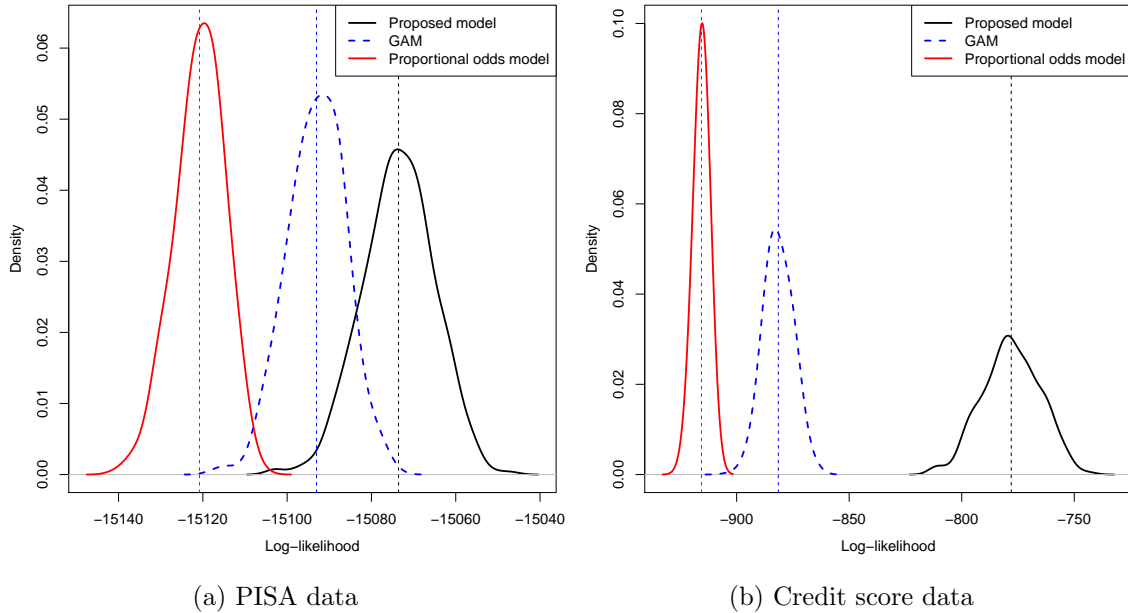 Proposed model
GAM
Proportional odds model
0.06
0.05
0.04
0.03
0.02
0.01
0.00
Density
−15140 −15120 −15100 −15080 −15060 −15040
Log−likelihood
(a) PISA data
Proposed model
GAM
Proportional odds model
0.10
0.08
0.06
0.04
0.02
0.00
Density
−900 −850 −800 −750
Log−likelihood
(b) Credit score data